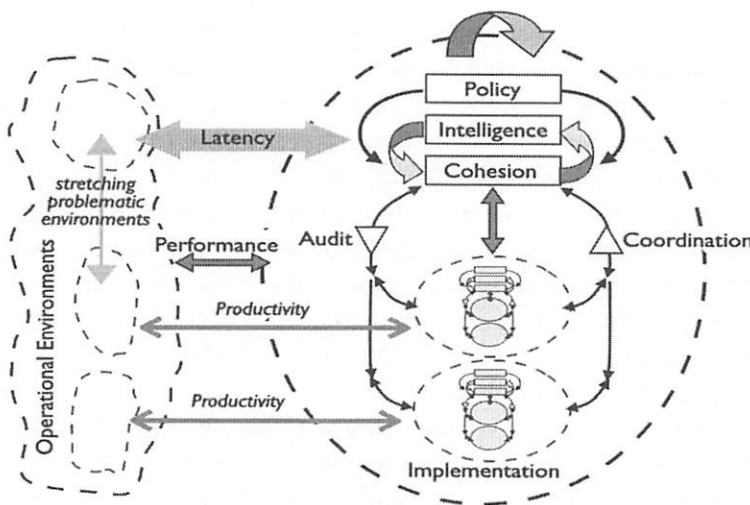 Policy
Intelligence
Cohesion
Latency
stretching
problematic
environments
Performance
Audit
Coordination
Operational Environments
Productivity
Productivity
Implementation